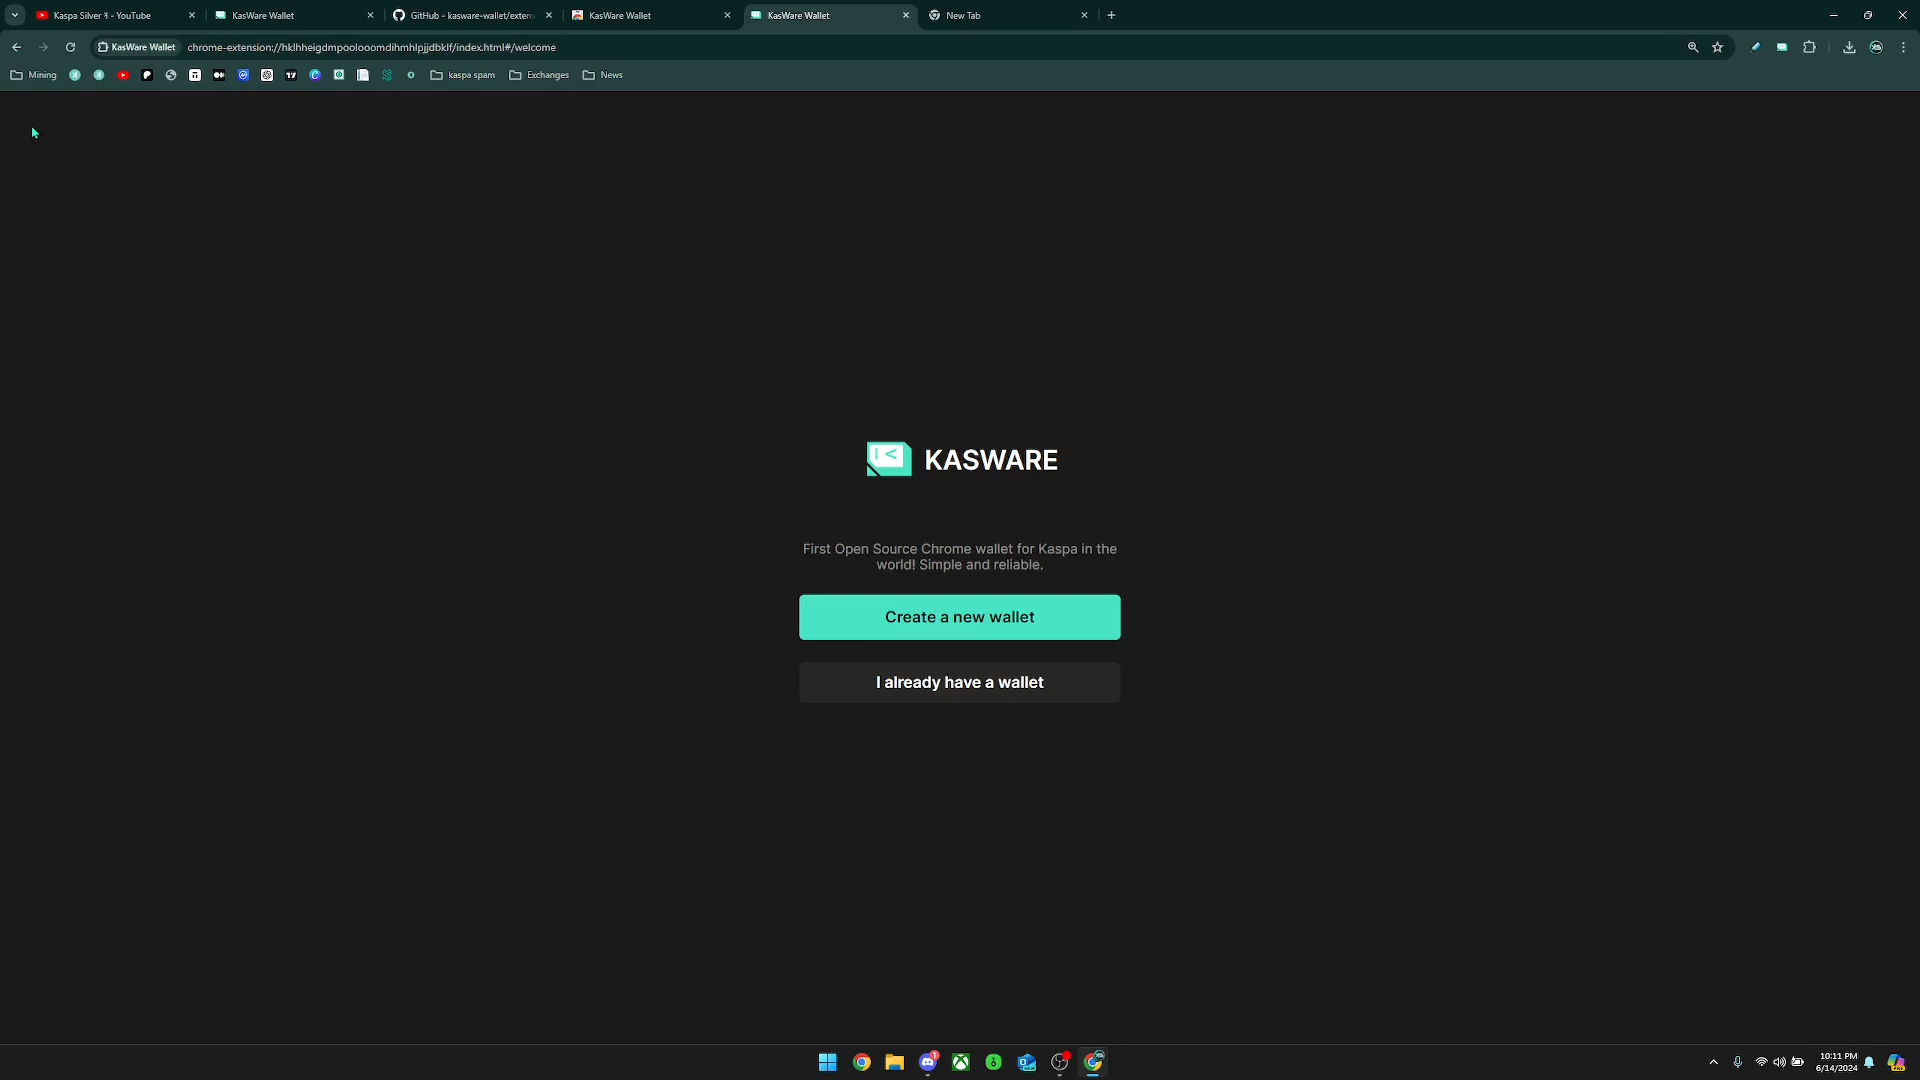 Kaspa Silver - YouTube
KasWare Wallet
GitHub - kasware-wallet/extens
KasWare Wallet
KasWare Wallet
New Tab
KasWare Wallet
chrome-extension://hklhheigdmpoolooomdihmhlpjjdbklf/index.html#/welcome
Mining
kaspa spam
Exchanges
News
KASWARE
First Open Source Chrome wallet for Kaspa in the
world! Simple and reliable.
Create a new wallet
I already have a wallet
10:11 PM
6/14/2024